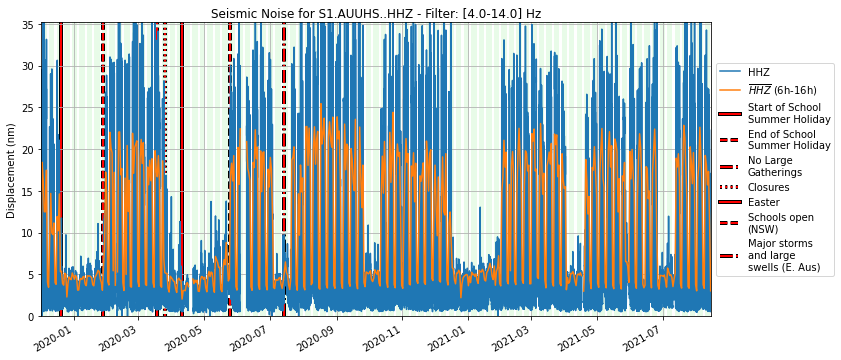 Seismic Noise for S1.AUUHS..HHZ - Filter: [4.0-14.0] Hz
Displacement (nm)
35
30
25
20
15
10
5
0
2020-01
2020-03
2020-05
2020-07
2020-09
2020-11
2021-01
2021-03
2021-05
2021-07
HHZ
HHZ (6h-16h)
Start of School
Summer Holiday
End of School
Summer Holiday
No Large
Gatherings
Closures
Easter
Schools open
(NSW)
Major storms
and large
swells (E. Aus)